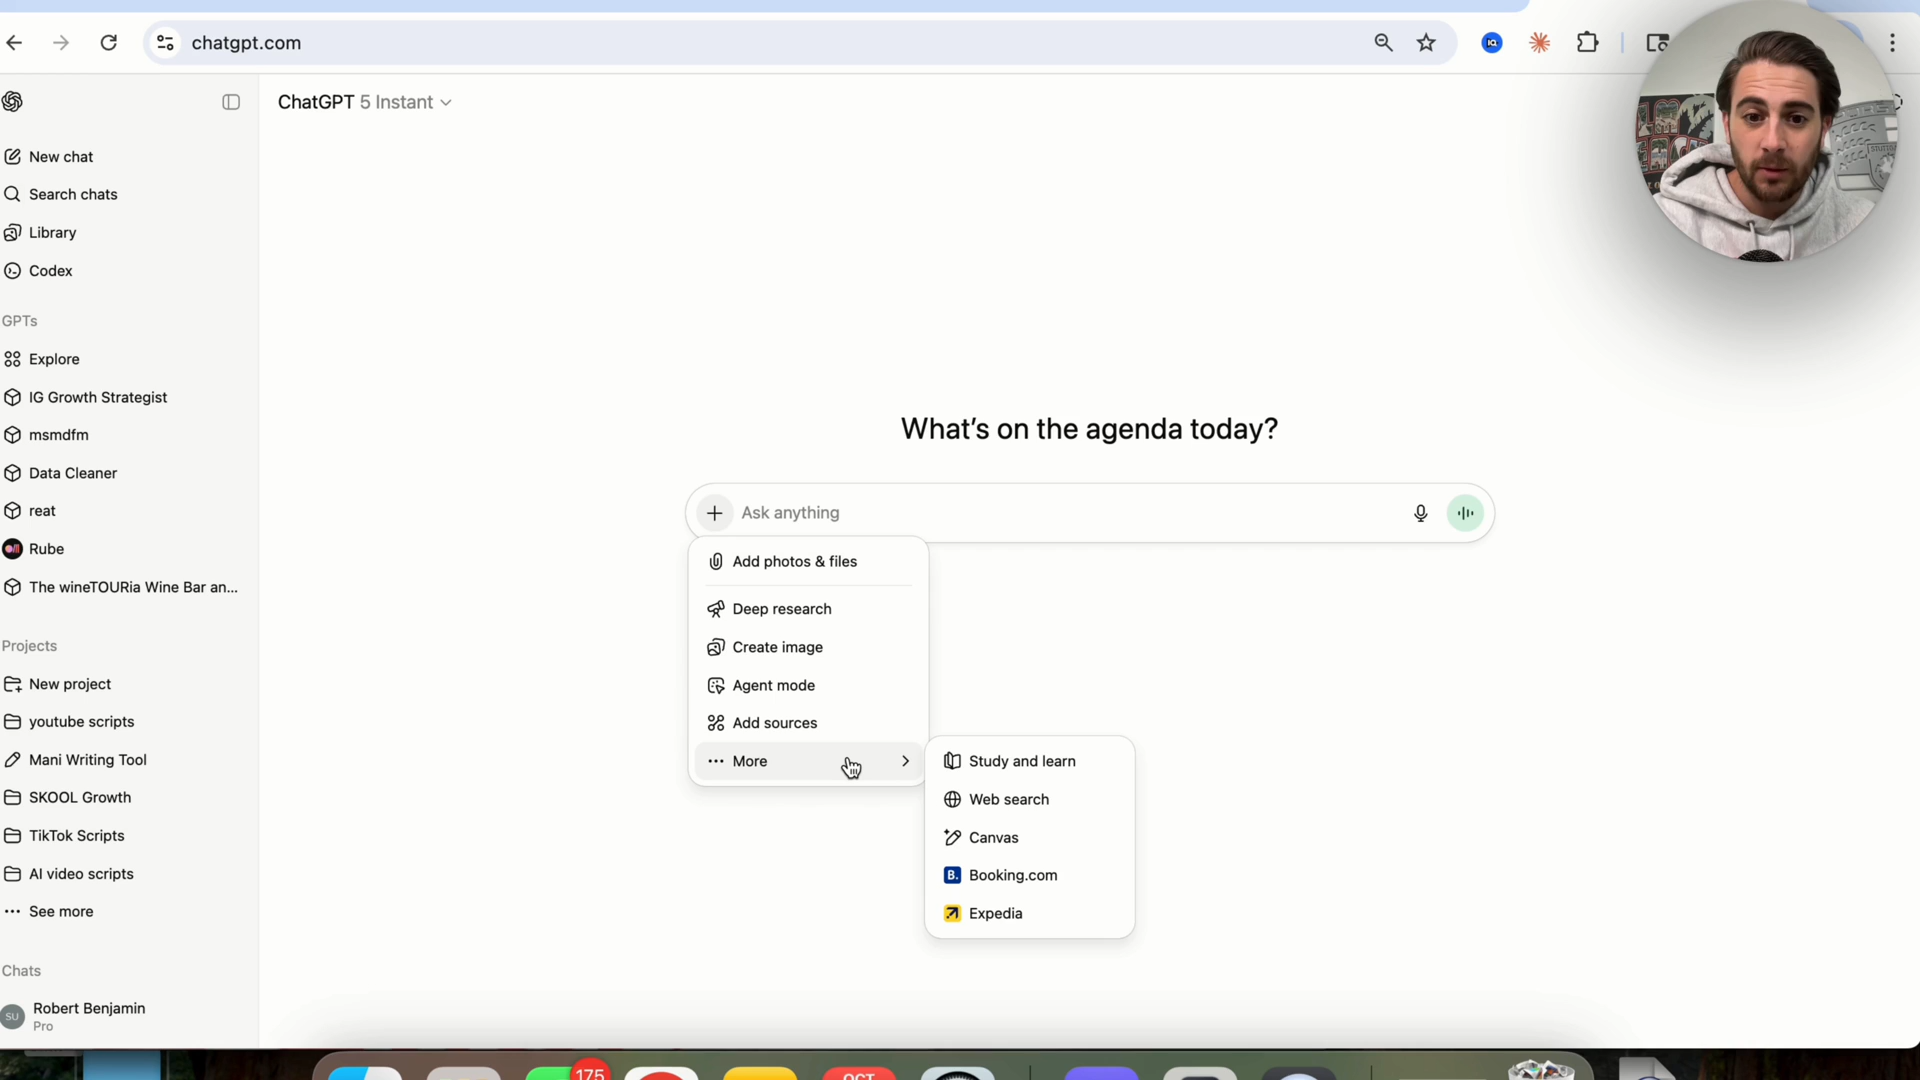 chatgpt.com
ChatGPT 5 Instant
New chat
Search chats
Library
Codex
GPTs
Explore
IG Growth Strategist
msmdfm
Data Cleaner
reat
Rube
The wineTOURia Wine Bar an...
Projects
New project
youtube scripts
Mani Writing Tool
SKOOL Growth
TikTok Scripts
AI video scripts
See more
Chats
SU
Robert Benjamin
Pro
What's on the agenda today?
Ask anything
Add photos & files
Deep research
Create image
Agent mode
Add sources
More
Study and learn
Web search
Canvas
B. Booking.com
Expedia
175
OCT